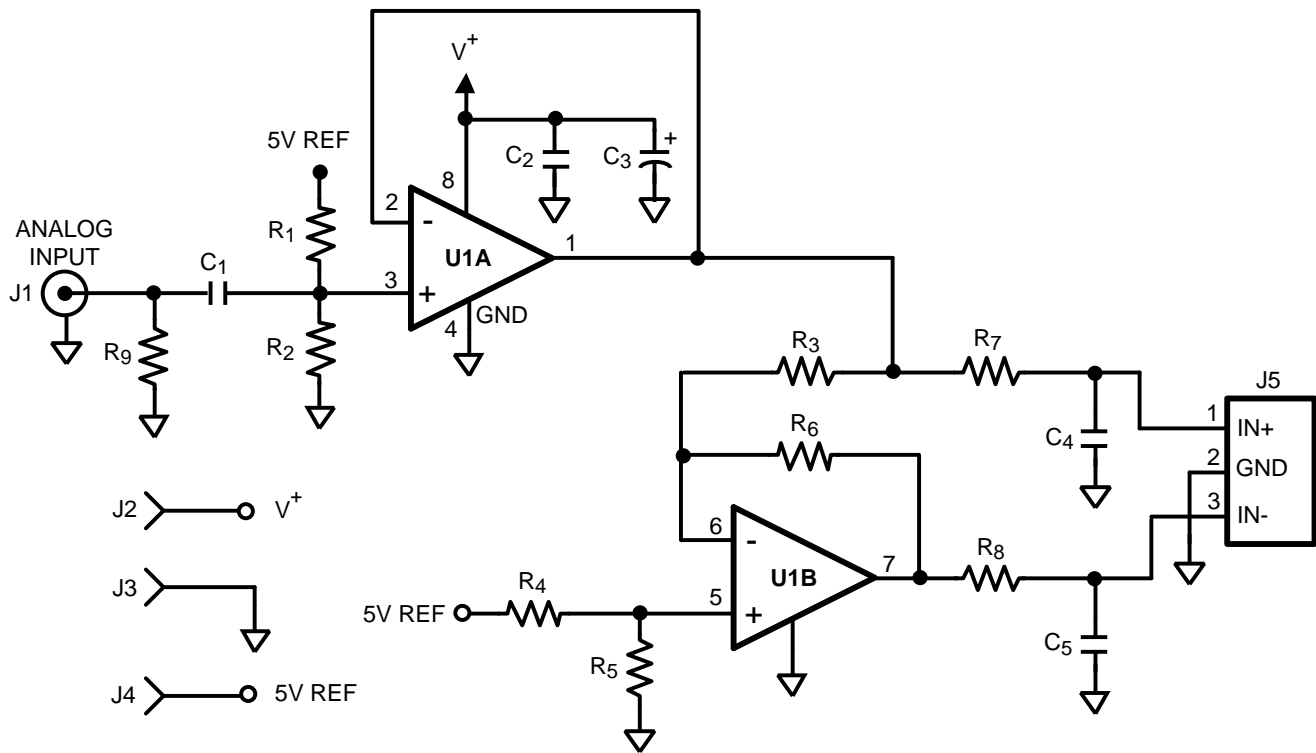 V+
5V REF
C2
C3
+
8
ANALOG
INPUT
R1
2
-
U1A
1
J1
C1
3
+
R9
R2
4
GND
R3
R7
J5
R6
C4
1
IN+
2
GND
3
IN-
J2
V+
6
-
U1B
7
R8
J3
R4
5V REF
5
+
R5
C5
J4
5V REF